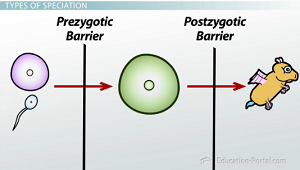 TYPES OF SPECIATION
Prezygotic
Barrier
Postzygotic
Barrier
Education-Portal.com